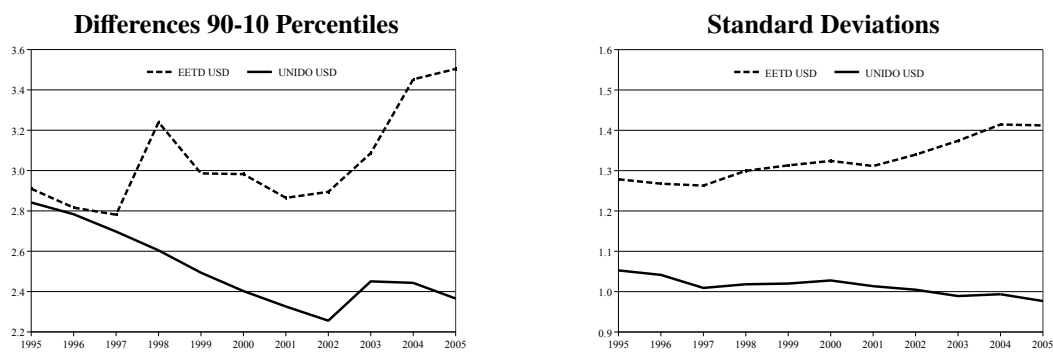 Differences 90-10 Percentiles
3.6
EETD USD UNIDO USD
3.4
3.2
3.0
2.8
2.6
2.4
2.2
1995 1996 1997 1998 1999 2000 2001 2002 2003 2004 2005
Standard Deviations
1.6
EETD USD UNIDO USD
1.5
1.4
1.3
1.2
1.1
1.0
0.9
1995 1996 1997 1998 1999 2000 2001 2002 2003 2004 2005